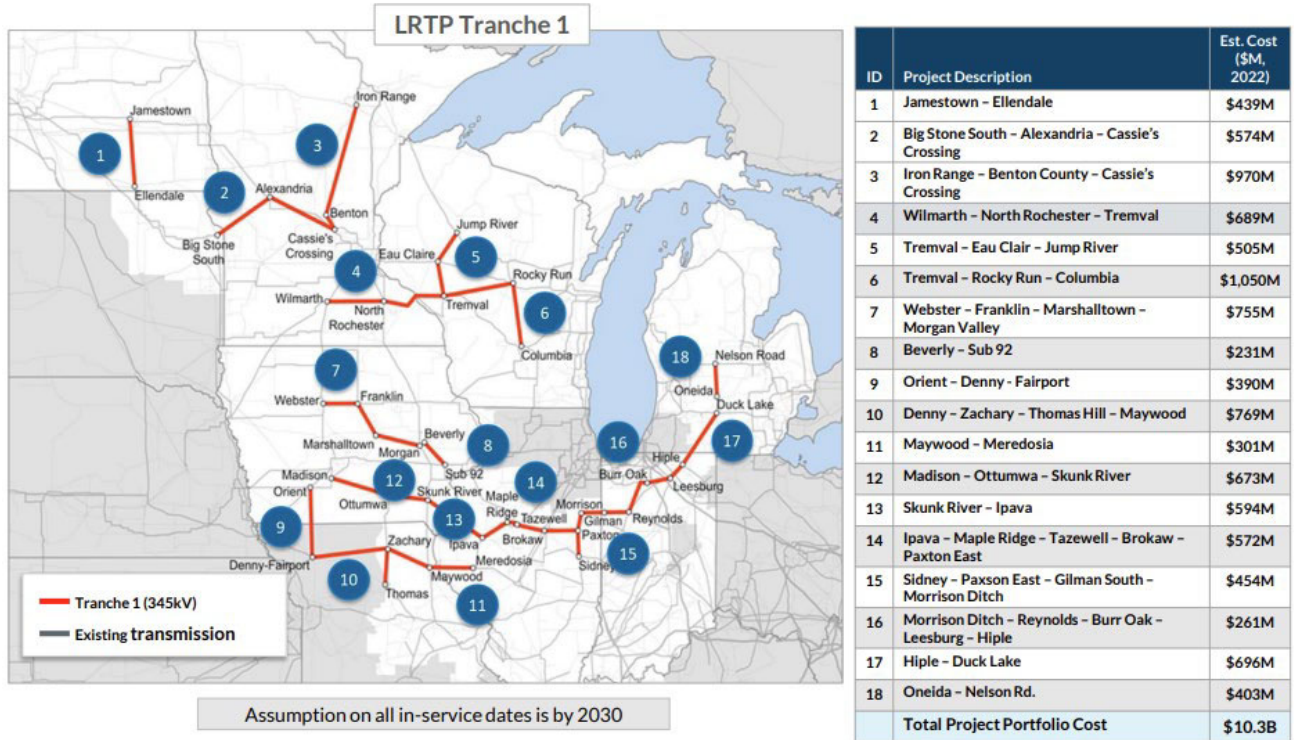 LRTP Tranche 1
Jamestown
Iron Range
1
3
Ellendale
2
Alexandria
Benton
Jump River
Big Stone
South
Cassie's
Crossing
Eau Claire
5
4
Rocky Run
Wilmarth
North
Rochester
Tremval
6
Columbia
18
Nelson Road
7
Oneida
Duck Lake
Webster
Franklin
Marshalltown
Beverly
Morgan
8
16
17
Hiple
Sub 92
Burr Oak
Madison
12
14
Leesburg
Orient
Skunk River
Maple
Ridge
Ottumwa
Morrison
9
13
Tazewell
Gilman
Reynolds
Zachary
Ipava
Brokaw
Paxton
15
Denny-Fairport
Meredosia
Sidney
10
Maywood
Thomas
11
Tranche 1 (345kV)
Existing transmission
Assumption on all in-service dates is by 2030
ID Project Description Est. Cost
($M,
2022)
1 Jamestown – Ellendale $439M
2 Big Stone South – Alexandria – Cassie's
Crossing $574M
3 Iron Range – Benton County – Cassie's
Crossing $970M
4 Wilmarth – North Rochester – Tremval $689M
5 Tremval – Eau Clair – Jump River $505M
6 Tremval – Rocky Run – Columbia $1,050M
7 Webster – Franklin – Marshalltown –
Morgan Valley $755M
8 Beverly – Sub 92 $231M
9 Orient – Denny - Fairport $390M
10 Denny – Zachary – Thomas Hill – Maywood $769M
11 Maywood – Meredosia $301M
12 Madison – Ottumwa – Skunk River $673M
13 Skunk River – Ipava $594M
14 Ipava – Maple Ridge – Tazewell – Brokaw –
Paxton East $572M
15 Sidney – Paxson East – Gilman South –
Morrison Ditch $454M
16 Morrison Ditch – Reynolds – Burr Oak –
Leesburg – Hiple $261M
17 Hiple – Duck Lake $696M
18 Oneida – Nelson Rd. $403M
Total Project Portfolio Cost $10.3B